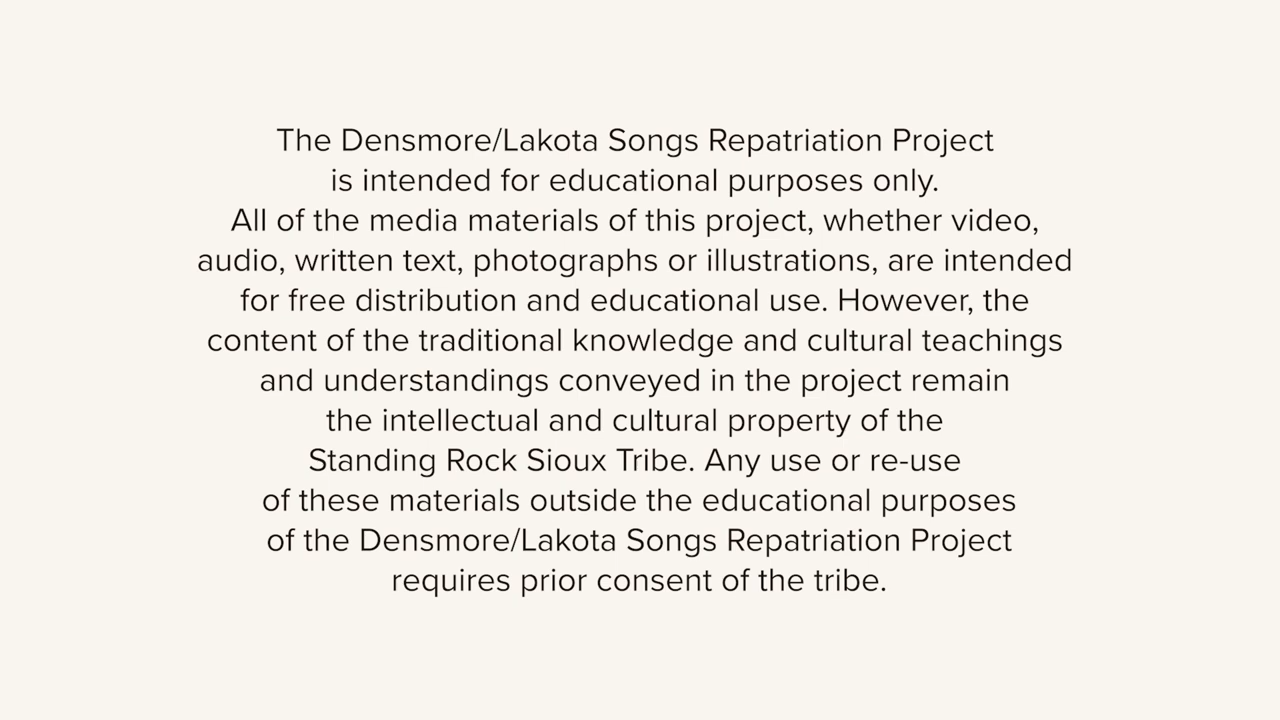 The Densmore/Lakota Songs Repatriation Project
is intended for educational purposes only.
All of the media materials of this project, whether video,
audio, written text, photographs or illustrations, are intended
for free distribution and educational use. However, the
content of the traditional knowledge and cultural teachings
and understandings conveyed in the project remain
the intellectual and cultural property of the
Standing Rock Sioux Tribe. Any use or re-use
of these materials outside the educational purposes
of the Densmore/Lakota Songs Repatriation Project
requires prior consent of the tribe.